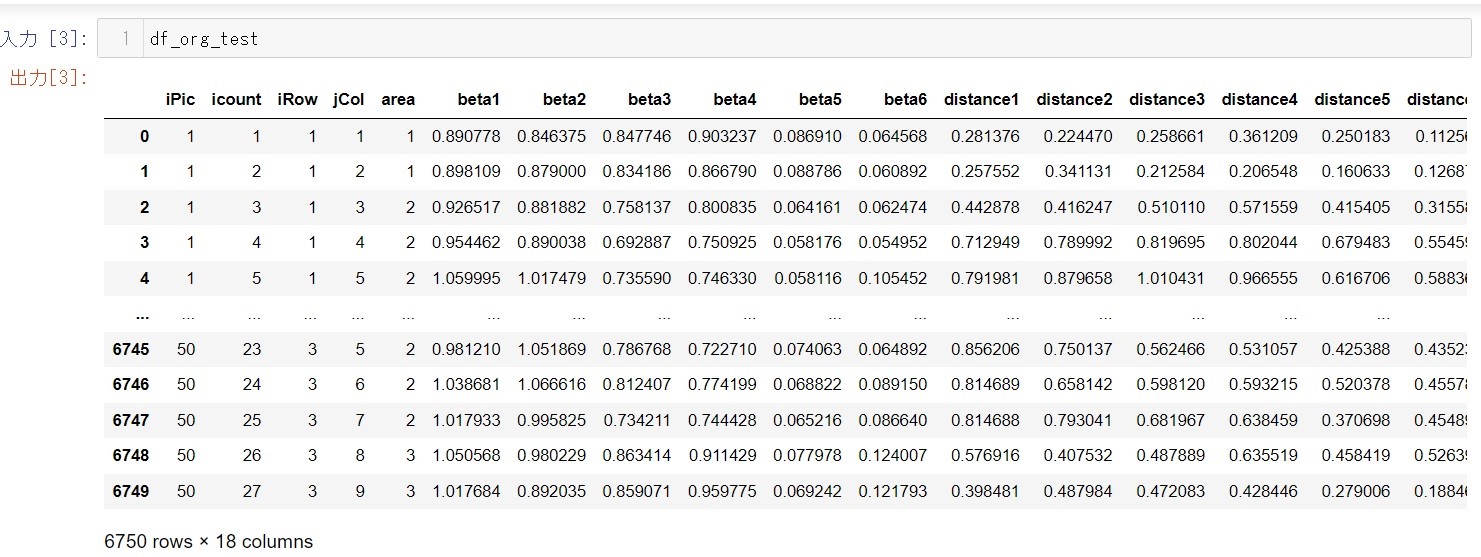 入力 [3]: 1 df_org_test
出力[3]:
iPic icount iRow jCol area beta1 beta2 beta3 beta4 beta5 beta6 distance1 distance2 distance3 distance4 distance5 distanc
0 1 1 1 1 1 0.890778 0.846375 0.847746 0.903237 0.086910 0.064568 0.281376 0.224470 0.258661 0.361209 0.250183 0.1125
1 1 2 1 2 1 0.898109 0.879000 0.834186 0.866790 0.088786 0.060892 0.257552 0.341131 0.212584 0.206548 0.160633 0.1268
2 1 3 1 3 2 0.926517 0.881882 0.758137 0.800835 0.064161 0.062474 0.442878 0.416247 0.510110 0.571559 0.415405 0.3155
3 1 4 1 4 2 0.954462 0.890038 0.692887 0.750925 0.058176 0.054952 0.712949 0.789992 0.819695 0.802044 0.679483 0.5545
4 1 5 1 5 2 1.059995 1.017479 0.735590 0.746330 0.058116 0.105452 0.791981 0.879658 1.010431 0.966555 0.616706 0.5883
... ... ... ... ... ... ... ... ... ... ... ... ... ... ... ... ...
6745 50 23 3 5 2 0.981210 1.051869 0.786768 0.722710 0.074063 0.064892 0.856206 0.750137 0.562466 0.531057 0.425388 0.4352
6746 50 24 3 6 2 1.038681 1.066616 0.812407 0.774199 0.068822 0.089150 0.814689 0.658142 0.598120 0.593215 0.520378 0.4557
6747 50 25 3 7 2 1.017933 0.995825 0.734211 0.744428 0.065216 0.086640 0.814688 0.793041 0.681967 0.638459 0.370698 0.4548
6748 50 26 3 8 3 1.050568 0.980229 0.863414 0.911429 0.077978 0.124007 0.576916 0.407532 0.487889 0.635519 0.458419 0.5263
6749 50 27 3 9 3 1.017684 0.892035 0.859071 0.959775 0.069242 0.121793 0.398481 0.487984 0.472083 0.428446 0.279006 0.1884
6750 rows × 18 columns